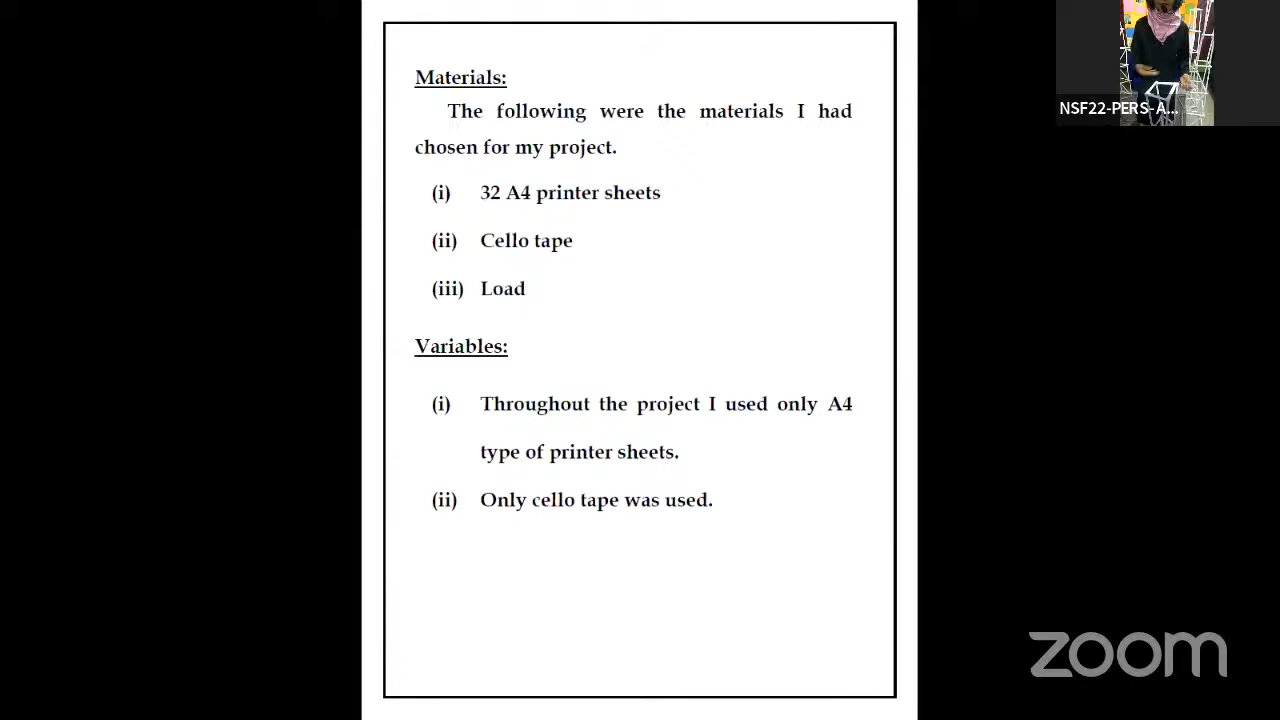 NSF22-PERS-A...
Materials:
The following were the materials I had
chosen for my project.
(i) 32 A4 printer sheets
(ii) Cello tape
(iii) Load
Variables:
(i) Throughout the project I used only A4
type of printer sheets.
(ii) Only cello tape was used.
zoom